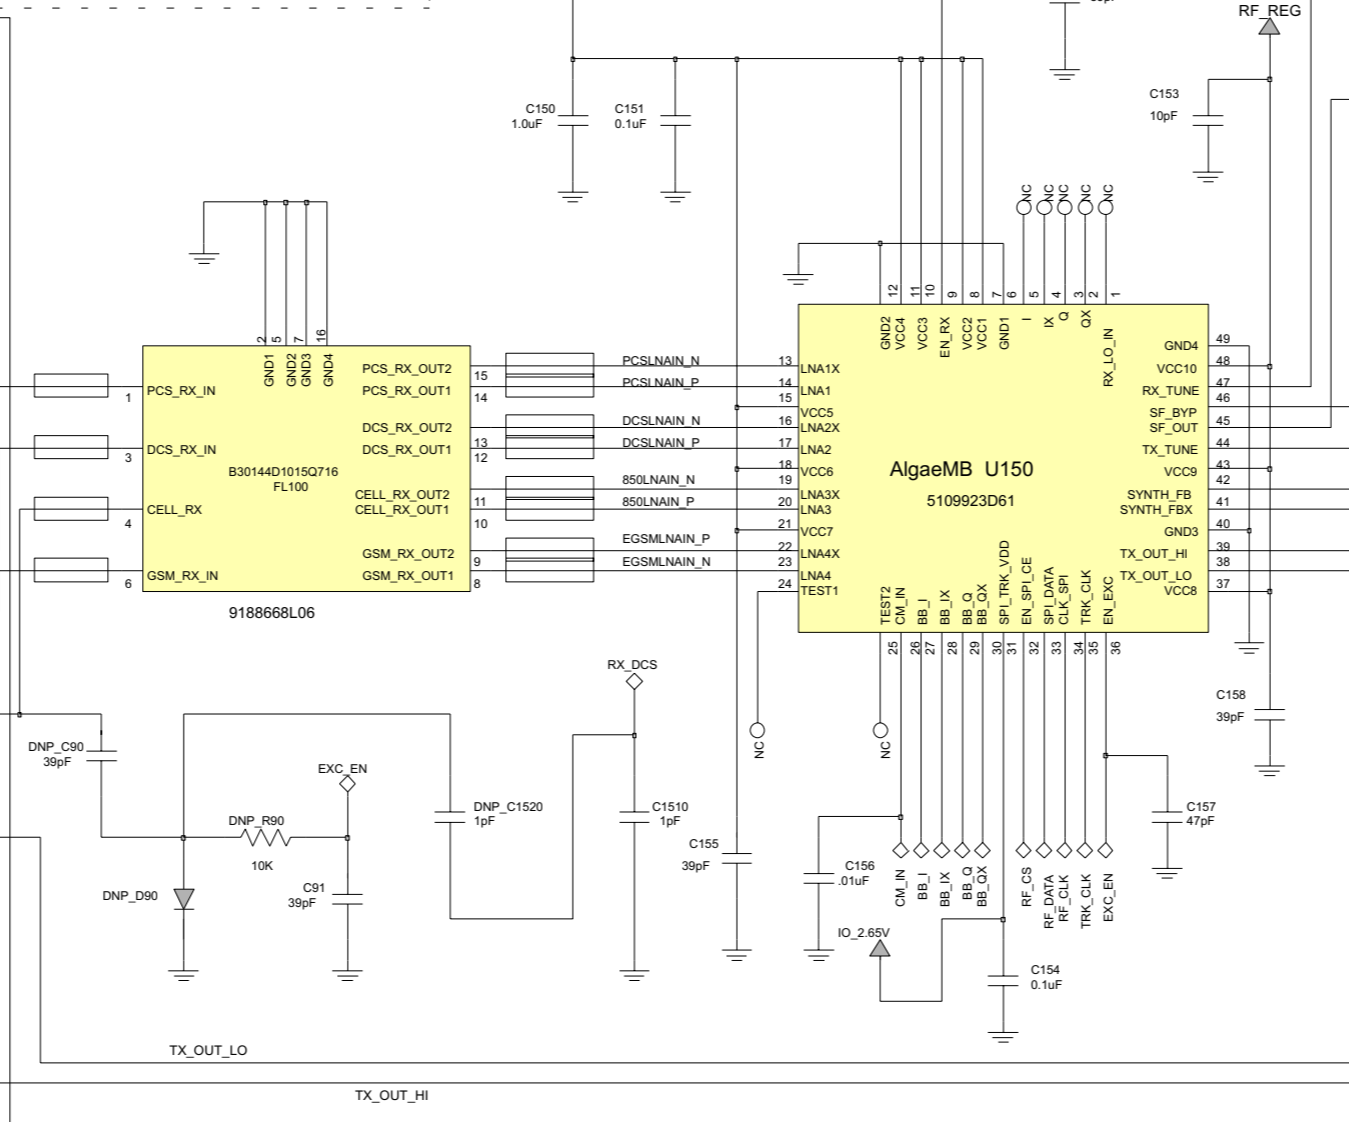 RF_REG
C150
1.0uF
C151
0.1uF
C153
10pF
NC
NC
NC
NC
NC
2
5
7
16
GND1
GND2
GND3
GND4
PCS_RX_IN
1
DCS_RX_IN
3
CELL_RX
4
GSM_RX_IN
6
B30144D1015Q716
FL100
PCS_RX_OUT2
15
PCS_RX_OUT1
14
DCS_RX_OUT2
13
DCS_RX_OUT1
12
CELL_RX_OUT2
11
CELL_RX_OUT1
10
GSM_RX_OUT2
9
GSM_RX_OUT1
8
9188668L06
PCSLNAIN_N
PCSLNAIN_P
DCSLNAIN_N
DCSLNAIN_P
850LNAIN_N
850LNAIN_P
EGSMLNAIN_P
EGSMLNAIN_N
12
11
10
9
8
7
6
5
4
3
2
1
GND2
VCC4
VCC3
EN_RX
VCC2
VCC1
GND1
I
IX
Q
QX
RX_LO_IN
13
LNA1X
14
LNA1
15
VCC5
16
LNA2X
17
LNA2
18
VCC6
19
LNA3X
20
LNA3
21
VCC7
22
LNA4X
23
LNA4
24
TEST1
AlgaeMB U150
5109923D61
GND4
49
VCC10
48
RX_TUNE
47
SF_BYP
46
SF_OUT
45
TX_TUNE
44
VCC9
43
SYNTH_FB
42
SYNTH_FBX
41
GND3
40
TX_OUT_HI
39
TX_OUT_LO
38
VCC8
37
TEST2
CM_IN
BB_I
BB_IX
BB_Q
BB_QX
SPI_TRK_VDD
EN_SPI_CE
SPI_DATA
CLK_SPI
TRK_CLK
EN_EXC
25
26
27
28
29
30
31
32
33
34
35
36
NC
NC
RX_DCS
C158
39pF
DNP_C90
39pF
EXC_EN
DNP_R90
10K
DNP_D90
C91
39pF
DNP_C1520
1pF
C1510
1pF
C155
39pF
C156
.01uF
C157
47pF
CM_IN
BB_I
BB_IX
BB_Q
BB_QX
RF_CS
RF_DATA
RF_CLK
TRK_CLK
EXC_EN
IO_2.65V
C154
0.1uF
TX_OUT_LO
TX_OUT_HI